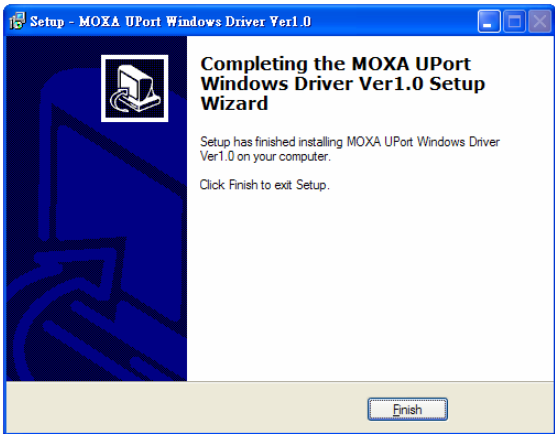 Setup - MOXA UPort Windows Driver Ver1.0
Completing the MOXA UPort
Windows Driver Ver1.0 Setup
Wizard
Setup has finished installing MOXA UPort Windows Driver
Ver1.0 on your computer.
Click Finish to exit Setup.
Finish